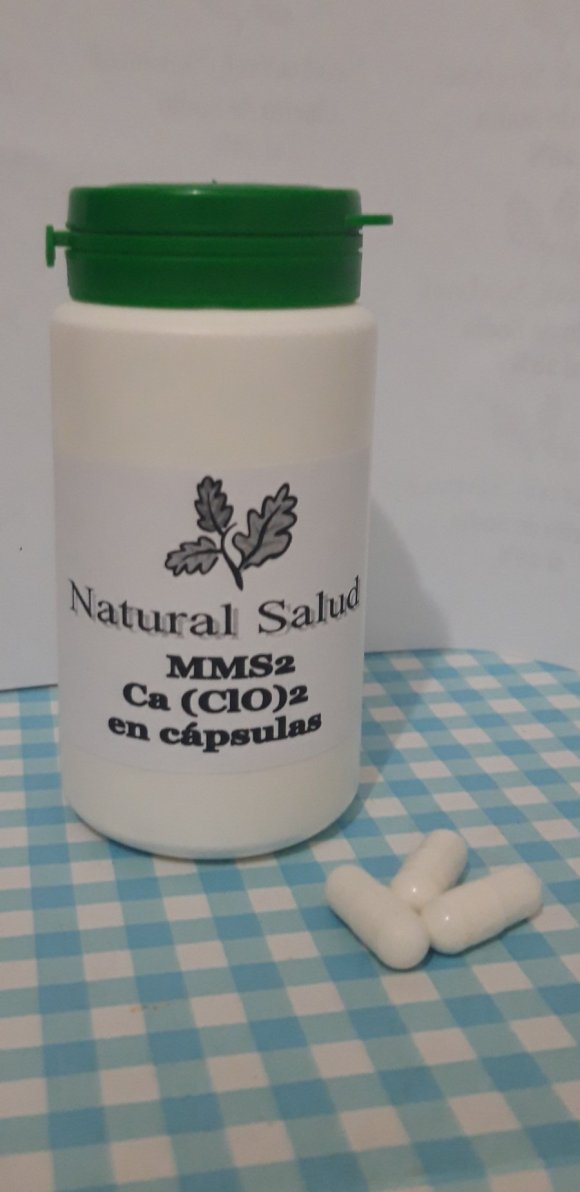 Natural Salud
MMS2
Ca (ClO)2
en cápsulas